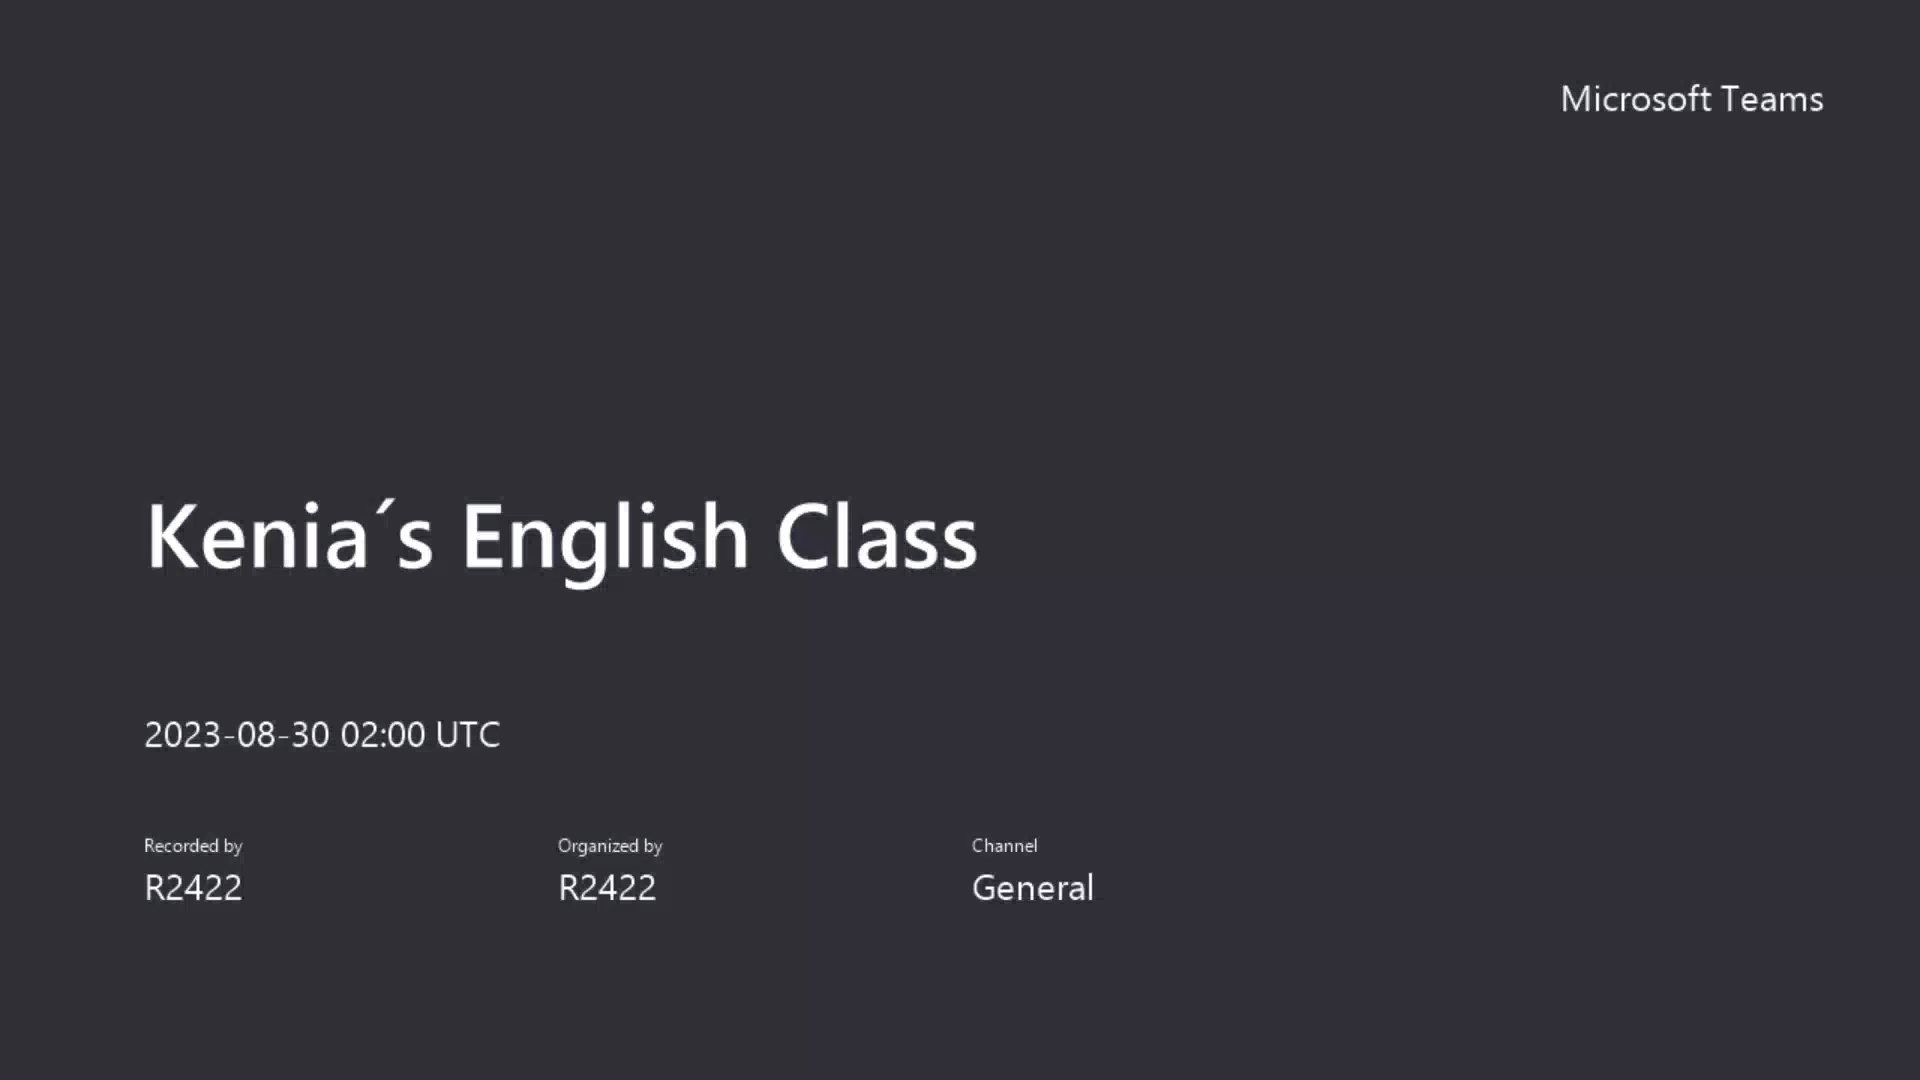 Microsoft Teams
Kenia´s English Class
2023-08-30 02:00 UTC
Recorded by
R2422
Organized by
R2422
Channel
General